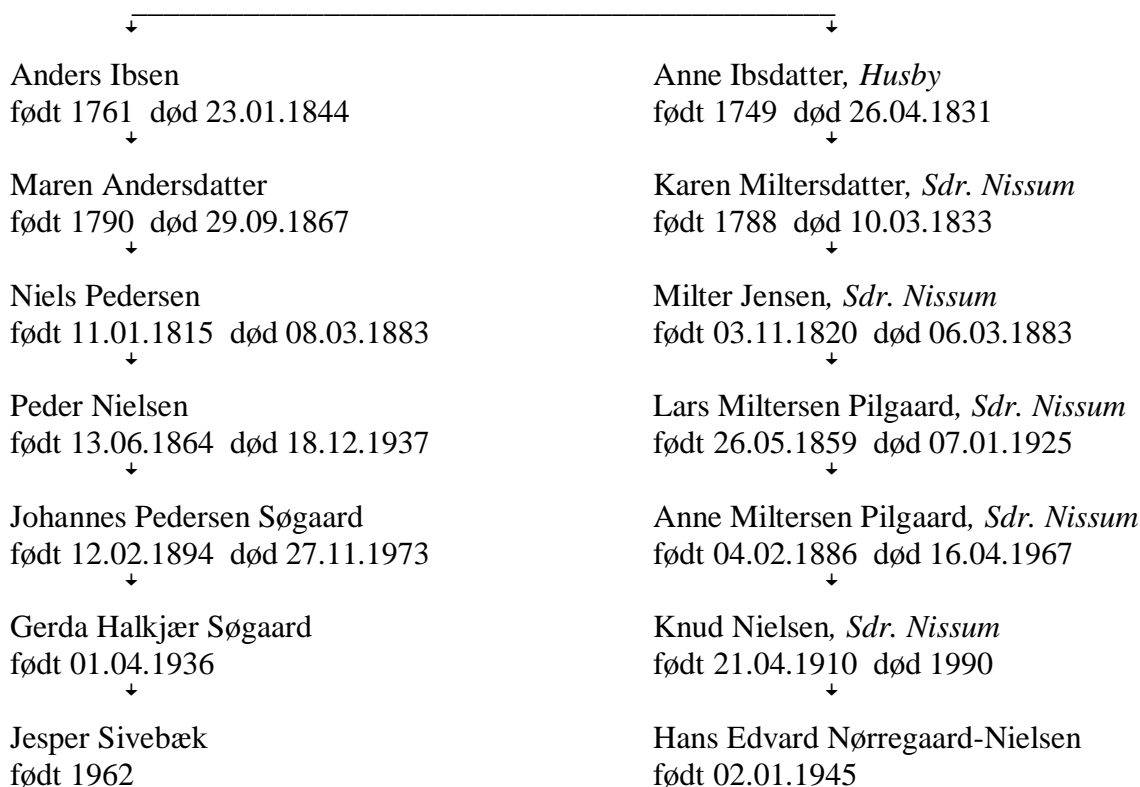 Anders Ibsen
født 1761 død 23.01.1844
Maren Andersdatter
født 1790 død 29.09.1867
Niels Pedersen
født 11.01.1815 død 08.03.1883
Peder Nielsen
født 13.06.1864 død 18.12.1937
Johannes Pedersen Søgaard
født 12.02.1894 død 27.11.1973
Gerda Halkjær Søgaard
født 01.04.1936
Jesper Sivebæk
født 1962
Anne Ibsdatter, Husby
født 1749 død 26.04.1831
Karen Miltersdatter, Sdr. Nissum
født 1788 død 10.03.1833
Milter Jensen, Sdr. Nissum
født 03.11.1820 død 06.03.1883
Lars Miltersen Pilgaard, Sdr. Nissum
født 26.05.1859 død 07.01.1925
Anne Miltersen Pilgaard, Sdr. Nissum
født 04.02.1886 død 16.04.1967
Knud Nielsen, Sdr. Nissum
født 21.04.1910 død 1990
Hans Edvard Nørregaard-Nielsen
født 02.01.1945